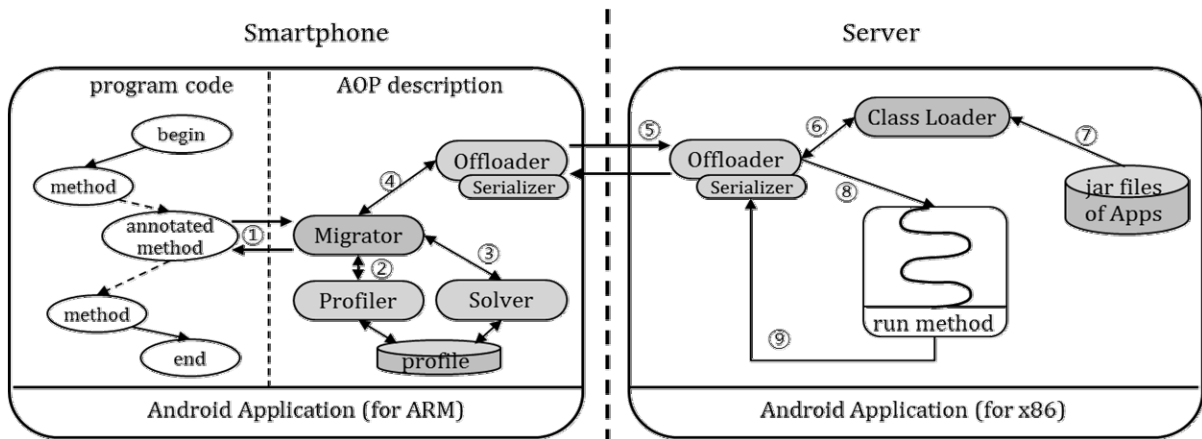 Smartphone
Server
program code
AOP description
begin
method
annotated
method
method
end
①
Migrator
②
Profiler
③
Solver
profile
④
Offloader
Serializer
⑤
Offloader
Serializer
⑥
Class Loader
⑦
jar files
of Apps
⑧
run method
⑨
Android Application (for ARM)
Android Application (for x86)